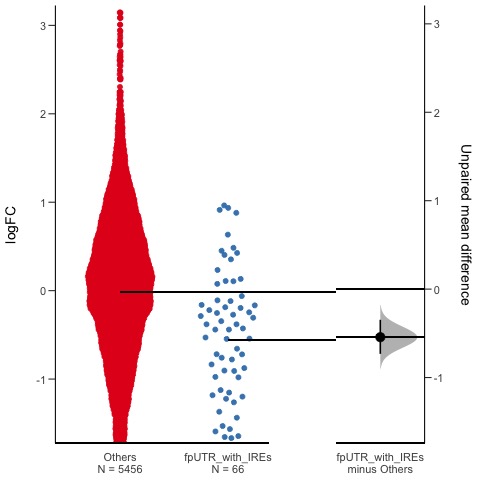 3
2
1
0
-1
logFC
Others
N = 5456
fpUTR_with_IREs
N = 66
fpUTR_with_IREs
minus Others
3
2
1
0
-1
Unpaired mean difference